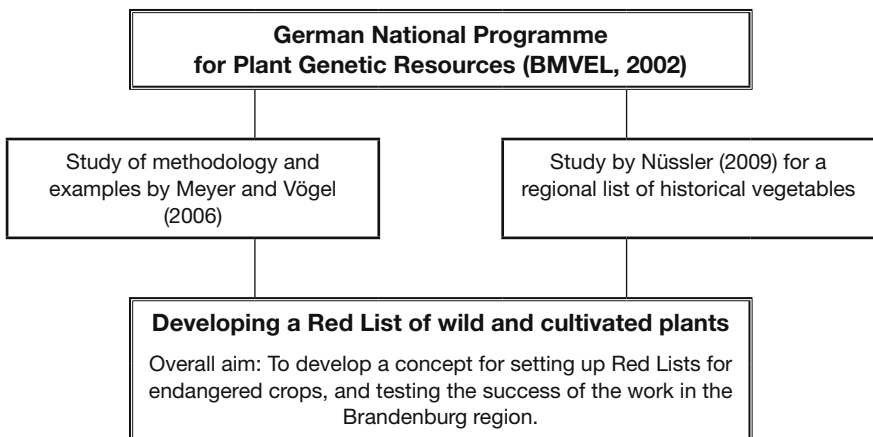 German National Programme
for Plant Genetic Resources (BMVEL, 2002)
Study of methodology and
examples by Meyer and Vögel
(2006)
Study by Nüssler (2009) for a
regional list of historical vegetables
Developing a Red List of wild and cultivated plants
Overall aim: To develop a concept for setting up Red Lists for
endangered crops, and testing the success of the work in the
Brandenburg region.